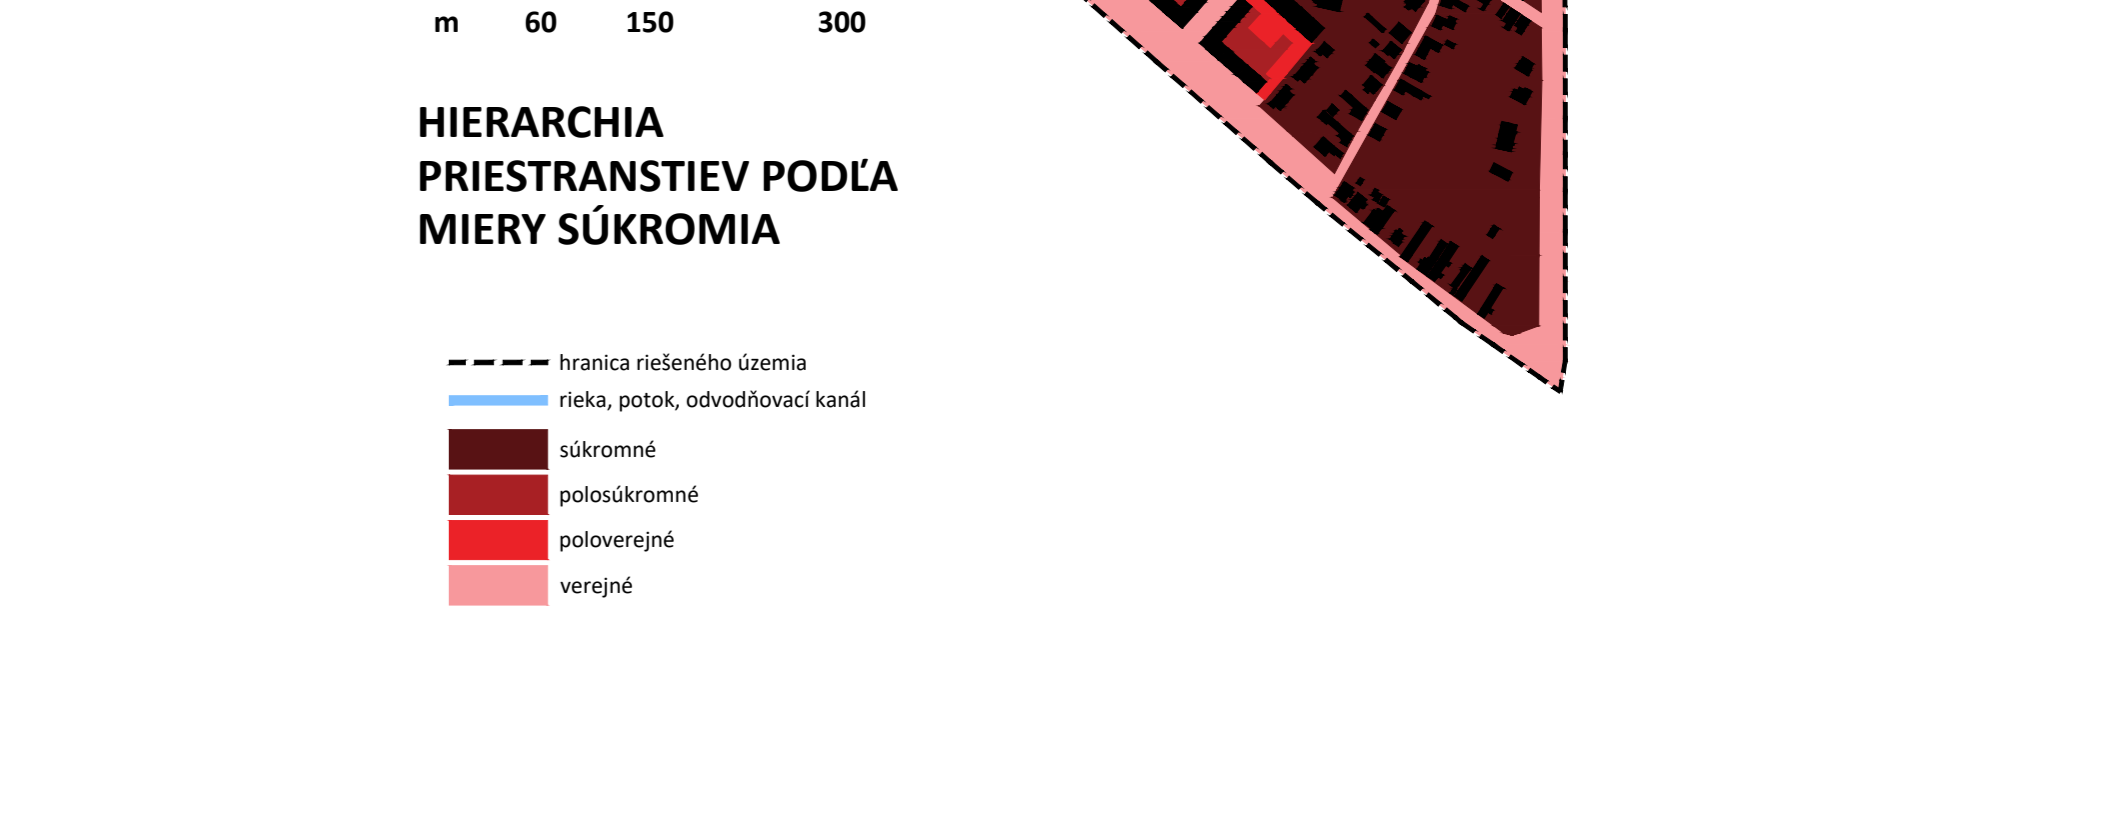 m 60 150 300
HIERARCHIA
PRIESTRANSTIEV PODĽA
MIERY SÚKROMIA
hranica riešeného územia
rieka, potok, odvodňovací kanál
súkromné
polosúkromné
poloverejné
verejné